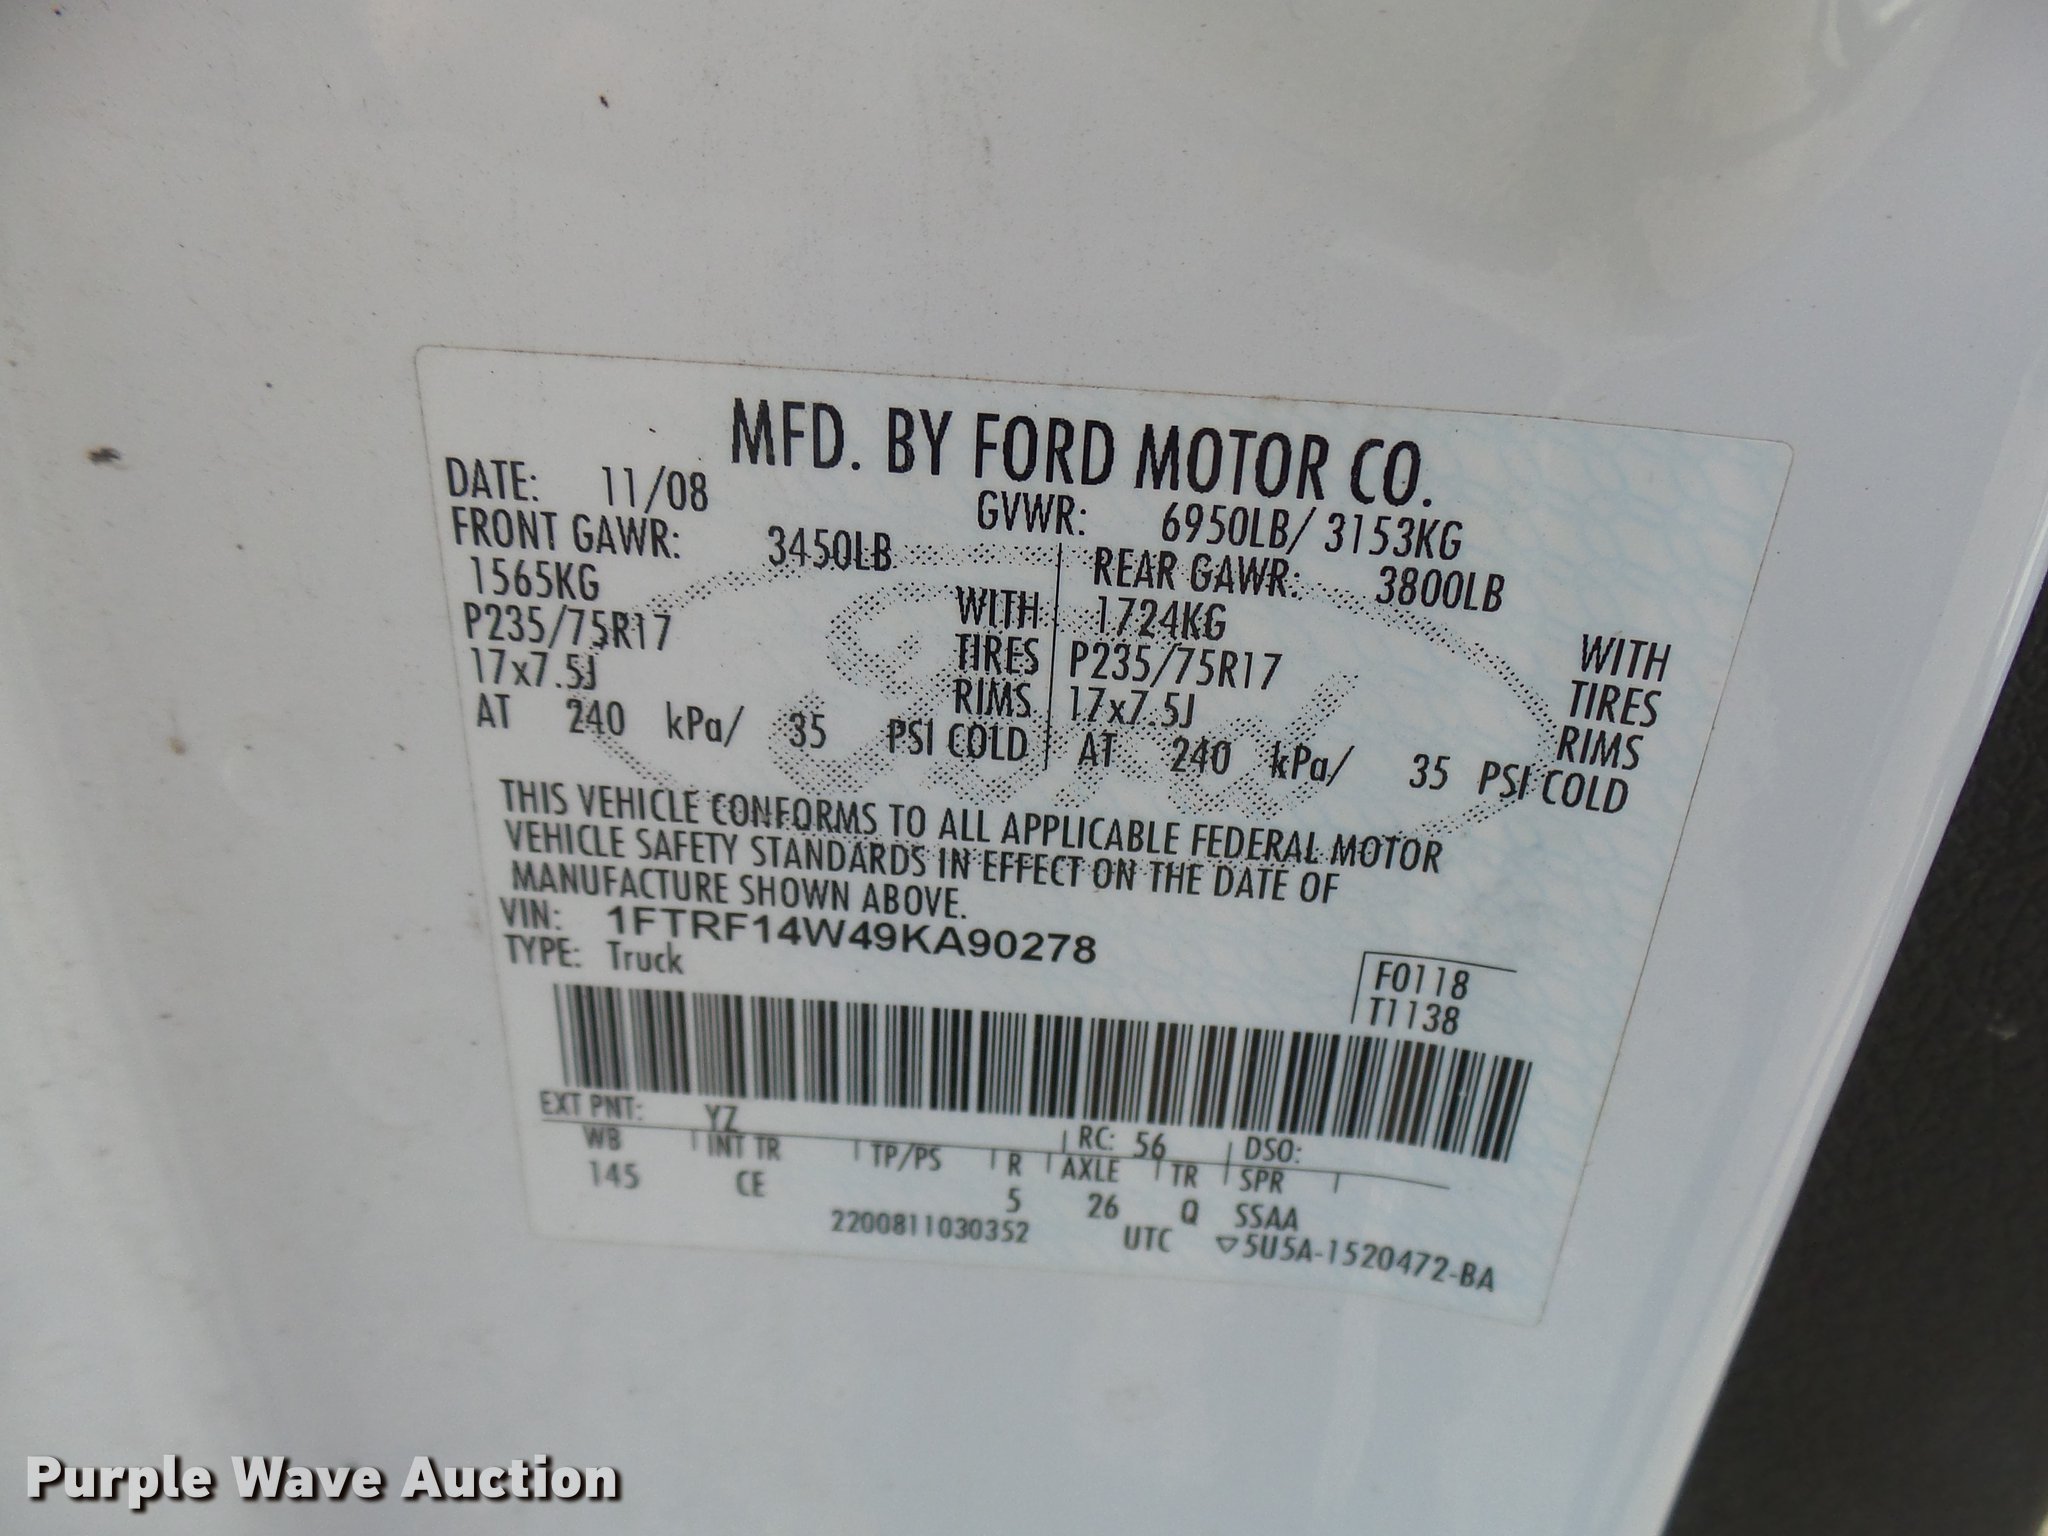 MFD. BY FORD MOTOR CO.
DATE: 11/08 GVWR: 6950LB/ 3153KG
FRONT GAWR: 3450LB REAR GAWR: 3800LB
1565KG WITH 1724KG WITH
P235/75R17 TIRES P235/75R17 TIRES
17x7.5J RIMS 17x7.5J RIMS
AT 240 kPa/ 35 PSI COLD AT 240 kPa/ 35 PSI COLD
THIS VEHICLE CONFORMS TO ALL APPLICABLE FEDERAL MOTOR
VEHICLE SAFETY STANDARDS IN EFFECT ON THE DATE OF
MANUFACTURE SHOWN ABOVE.
VIN: 1FTRF14W49KA90278
TYPE: Truck
F0118
T1138
EXT PNT: YZ RC: 56 DSO:
WB INT TR TP/PS R AXLE TR SPR
145 CE 5 26 Q SSAA
2200811030352 UTC ▽5U5A-1520472-BA
Ford
Purple Wave Auction